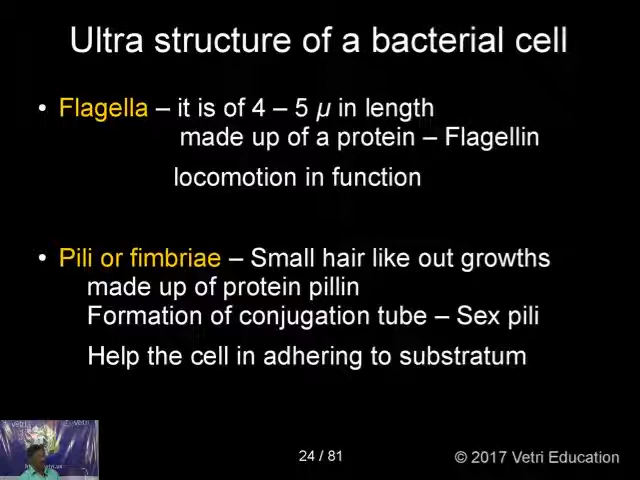 Ultra structure of a bacterial cell
• Flagella – it is of 4 – 5 µ in length
made up of a protein – Flagellin
locomotion in function
• Pili or fimbriae – Small hair like out growths
made up of protein pillin
Formation of conjugation tube – Sex pili
Help the cell in adhering to substratum
24 / 81
© 2017 Vetri Education